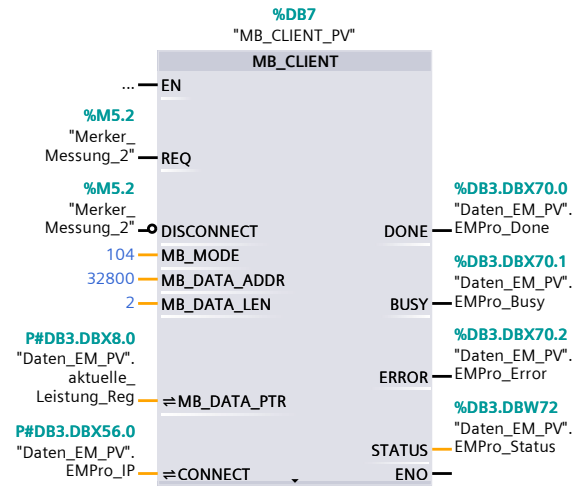 %DB7
"MB_CLIENT_PV"
MB_CLIENT
... EN
%M5.2
"Merker_
Messung_2" REQ
%M5.2
"Merker_
Messung_2" DISCONNECT
104 MB_MODE
32800 MB_DATA_ADDR
2 MB_DATA_LEN
P#DB3.DBX8.0
"Daten_EM_PV".
aktuelle_
Leistung_Reg ⇌MB_DATA_PTR
P#DB3.DBX56.0
"Daten_EM_PV".
EMPro_IP ⇌CONNECT
%DB3.DBX70.0
"Daten_EM_PV".
DONE EMPro_Done
%DB3.DBX70.1
"Daten_EM_PV".
BUSY EMPro_Busy
%DB3.DBX70.2
"Daten_EM_PV".
ERROR EMPro_Error
%DB3.DBW72
"Daten_EM_PV".
STATUS EMPro_Status
ENO